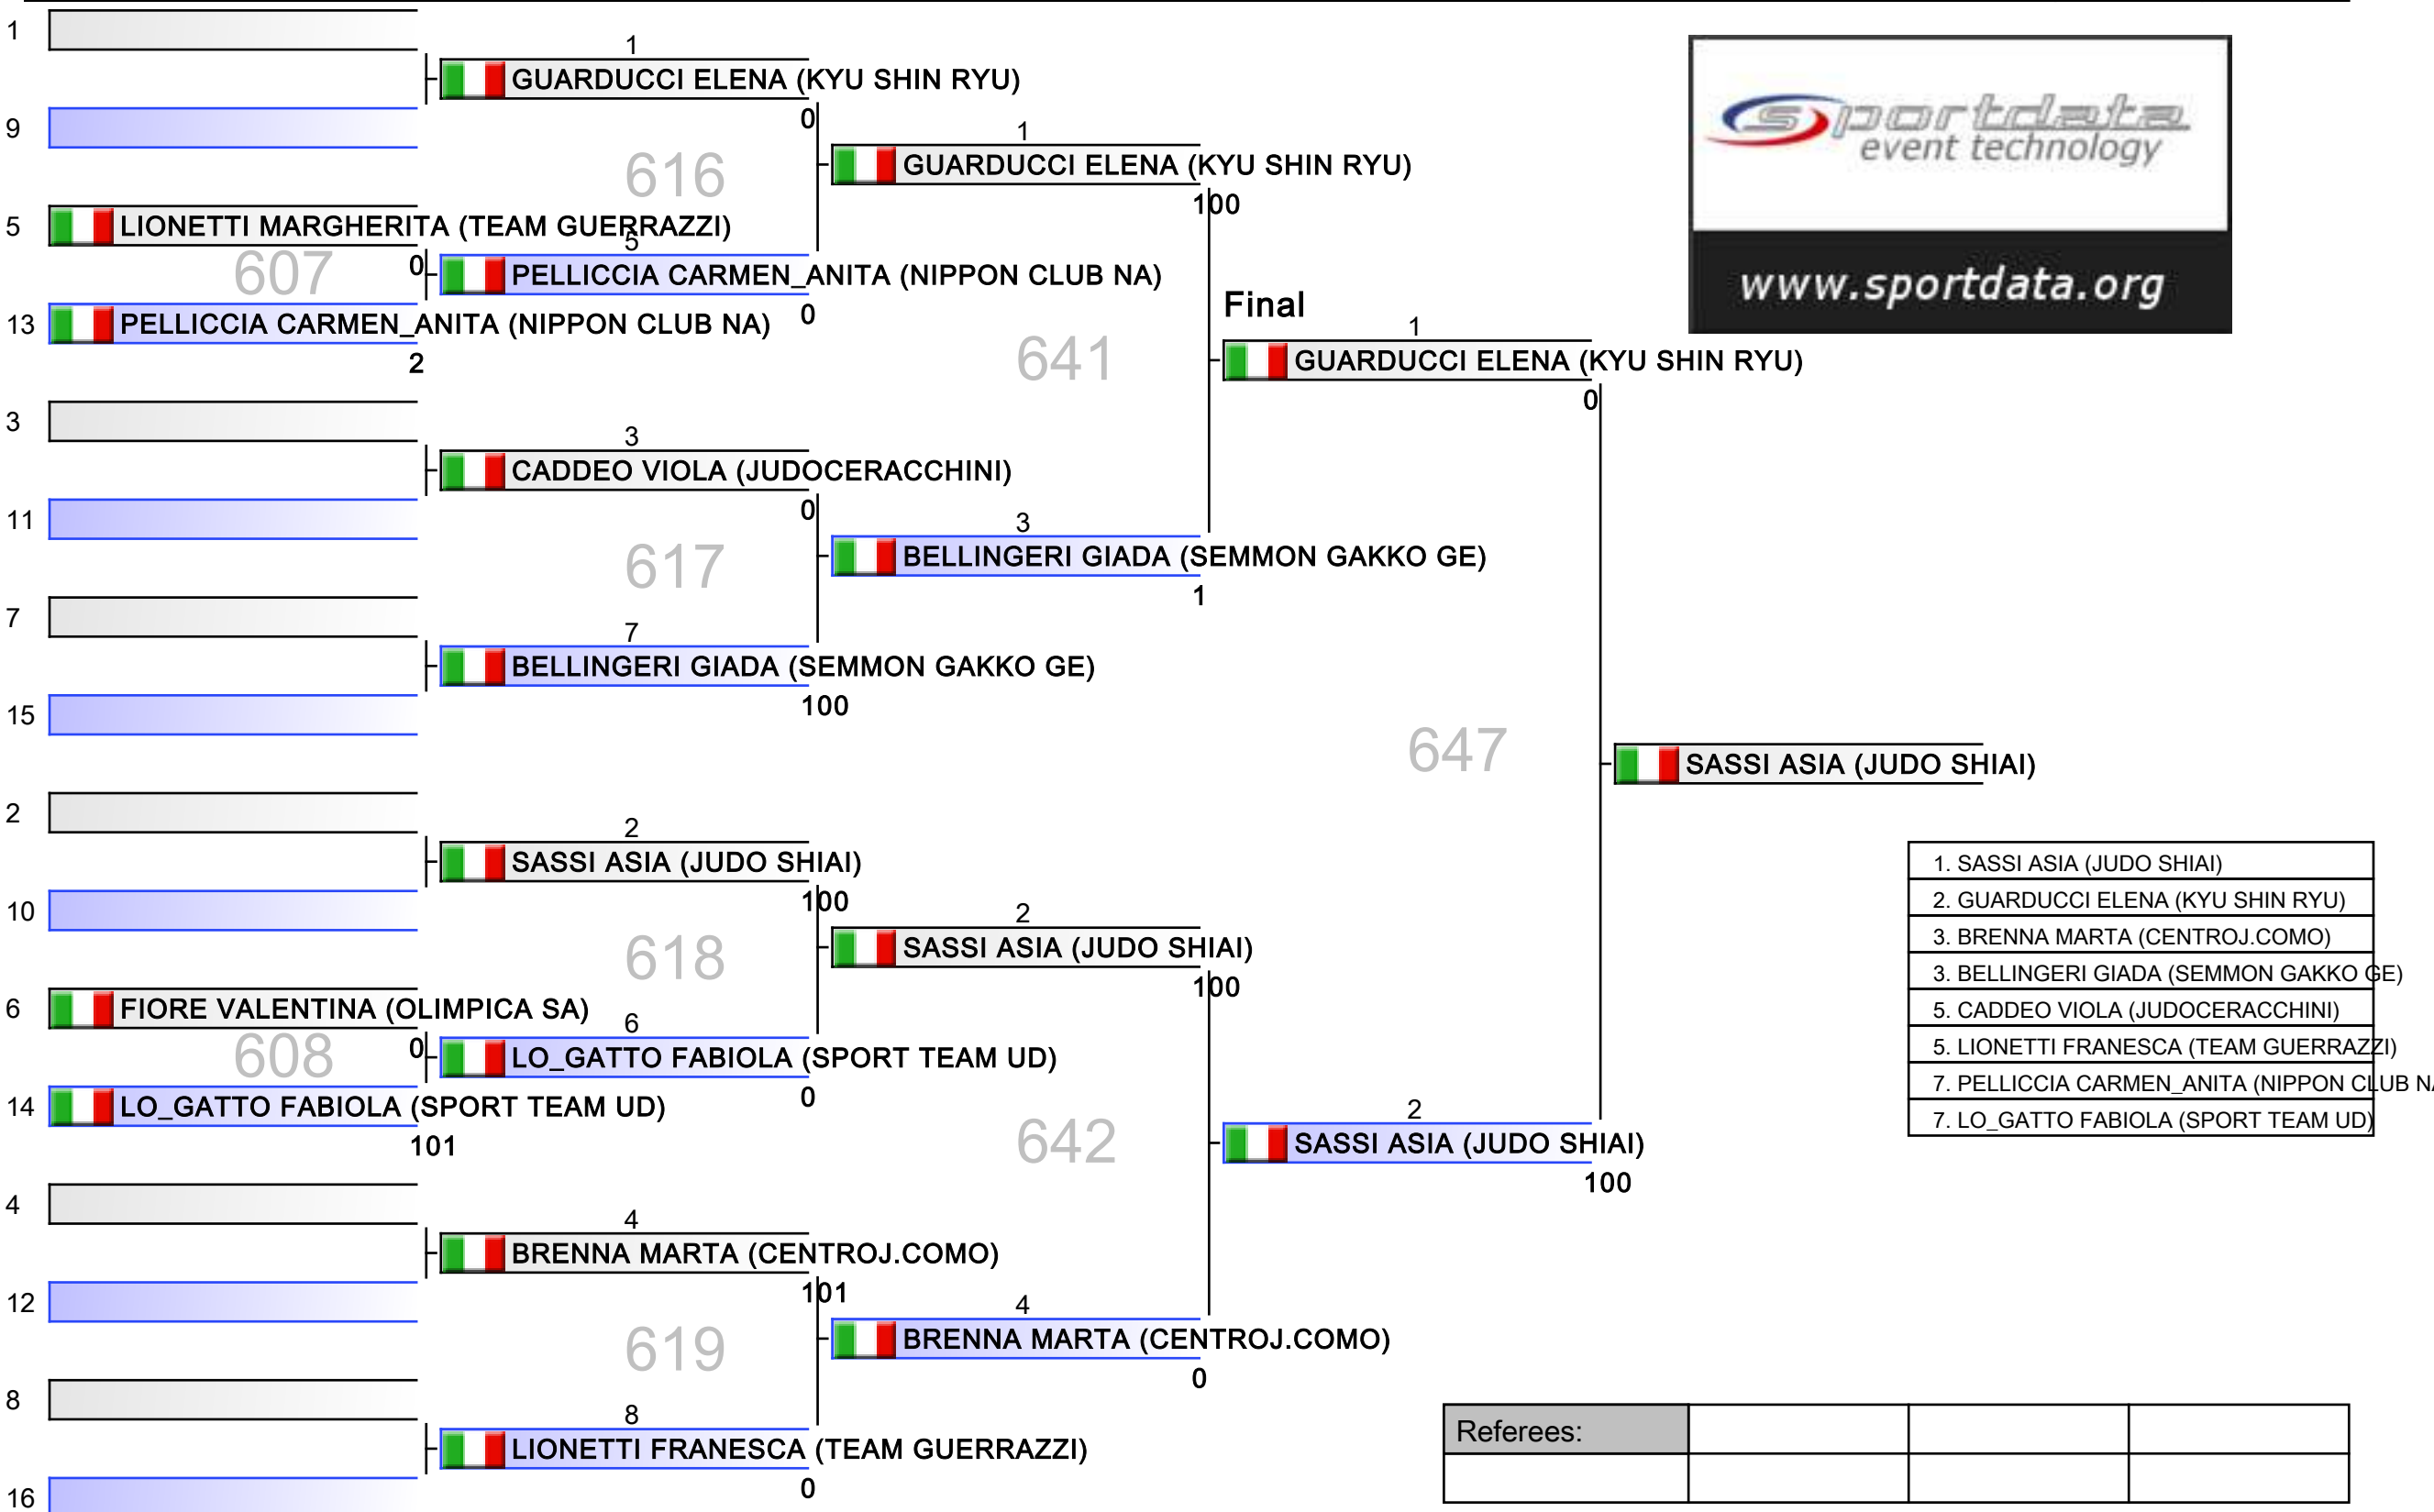 1
1
GUARDUCCI ELENA (KYU SHIN RYU)
0
9
616
1
GUARDUCCI ELENA (KYU SHIN RYU)
100
5
LIONETTI MARGHERITA (TEAM GUERRAZZI)
0
607
5
PELLICCIA CARMEN_ANITA (NIPPON CLUB NA)
0
13
PELLICCIA CARMEN_ANITA (NIPPON CLUB NA)
2
641
Final
1
GUARDUCCI ELENA (KYU SHIN RYU)
0
3
3
CADDEO VIOLA (JUDOCERACCHINI)
0
11
617
3
BELLINGERI GIADA (SEMMON GAKKO GE)
1
7
7
BELLINGERI GIADA (SEMMON GAKKO GE)
100
15
647
SASSI ASIA (JUDO SHIAI)
2
2
SASSI ASIA (JUDO SHIAI)
100
10
618
2
SASSI ASIA (JUDO SHIAI)
100
6
FIORE VALENTINA (OLIMPICA SA)
0
608
6
LO_GATTO FABIOLA (SPORT TEAM UD)
0
14
LO_GATTO FABIOLA (SPORT TEAM UD)
101
642
2
SASSI ASIA (JUDO SHIAI)
100
4
4
BRENNA MARTA (CENTROJ.COMO)
101
12
619
4
BRENNA MARTA (CENTROJ.COMO)
0
8
8
LIONETTI FRANESCA (TEAM GUERRAZZI)
0
16
sportdata
event technology
www.sportdata.org
1. SASSI ASIA (JUDO SHIAI)
2. GUARDUCCI ELENA (KYU SHIN RYU)
3. BRENNA MARTA (CENTROJ.COMO)
3. BELLINGERI GIADA (SEMMON GAKKO GE)
5. CADDEO VIOLA (JUDOCERACCHINI)
5. LIONETTI FRANESCA (TEAM GUERRAZZI)
7. PELLICCIA CARMEN_ANITA (NIPPON CLUB NA
7. LO_GATTO FABIOLA (SPORT TEAM UD)
Referees: